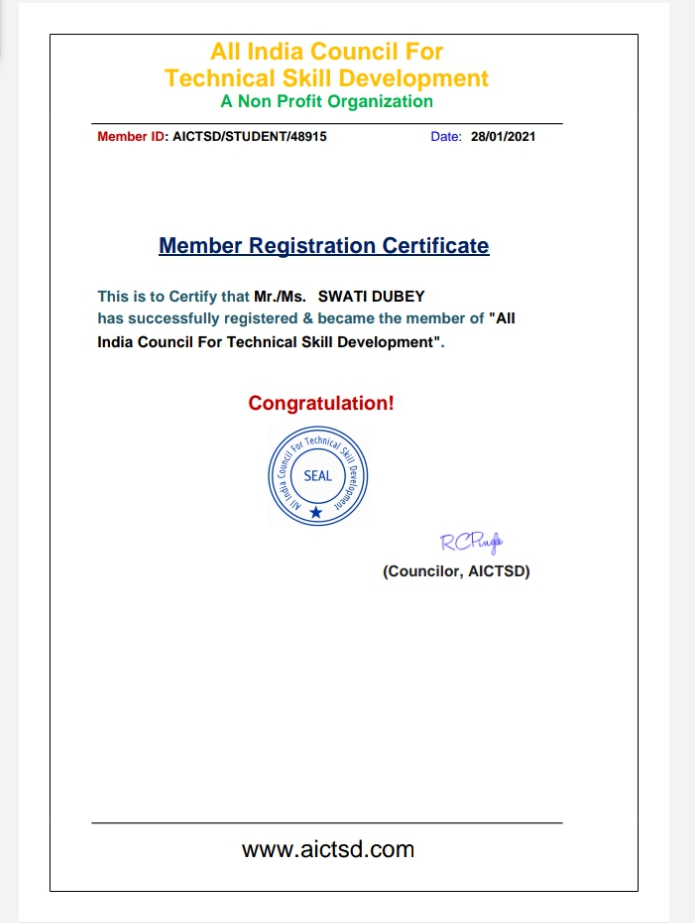 All India Council For
Technical Skill Development
A Non Profit Organization
Member ID: AICTSD/STUDENT/48915 Date: 28/01/2021
Member Registration Certificate
This is to Certify that Mr./Ms. SWATI DUBEY
has successfully registered & became the member of "All
India Council For Technical Skill Development".
Congratulation!
All India Council For Technical Skill Development
SEAL
(Councilor, AICTSD)
www.aictsd.com